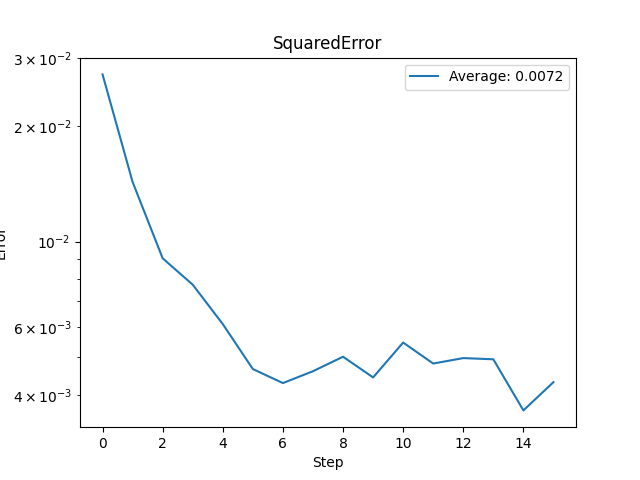 SquaredError
Average: 0.0072
3 × 10⁻²
2 × 10⁻²
10⁻²
6 × 10⁻³
4 × 10⁻³
Error
0 2 4 6 8 10 12 14
Step